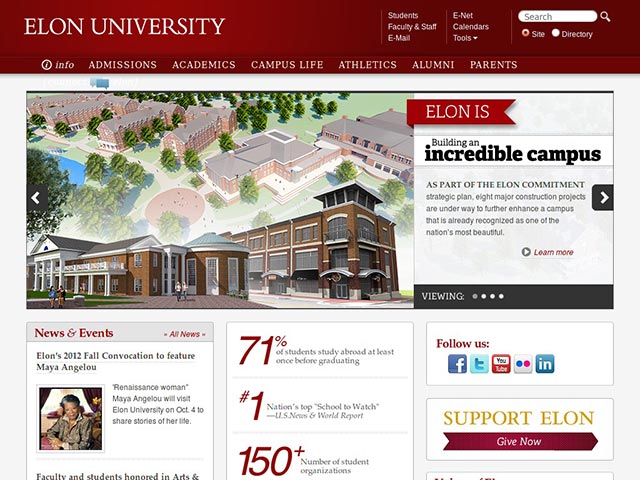 ELON UNIVERSITY
Students
Faculty & Staff
E-Mail
E-Net
Calendars
Tools
Search
Site
Directory
i info ADMISSIONS ACADEMICS CAMPUS LIFE ATHLETICS ALUMNI PARENTS
ELON IS
Building an
incredible campus
AS PART OF THE ELON COMMITMENT
strategic plan, eight major construction projects
are under way to further enhance a campus
that is already recognized as one of the
nation's most beautiful.
Learn more
VIEWING:
News & Events
» All News »
Elon's 2012 Fall Convocation to feature
Maya Angelou
'Renaissance woman"
Maya Angelou will visit
Elon University on Oct. 4 to
share stories of her life.
Faculty and students honored in Arts &
71%
of students study abroad at least
once before graduating
#1
Nation's top "School to Watch"
—U.S.News & World Report
150+
Number of student
organizations
Follow us:
f
t
You
Tube
in
SUPPORT ELON
Give Now